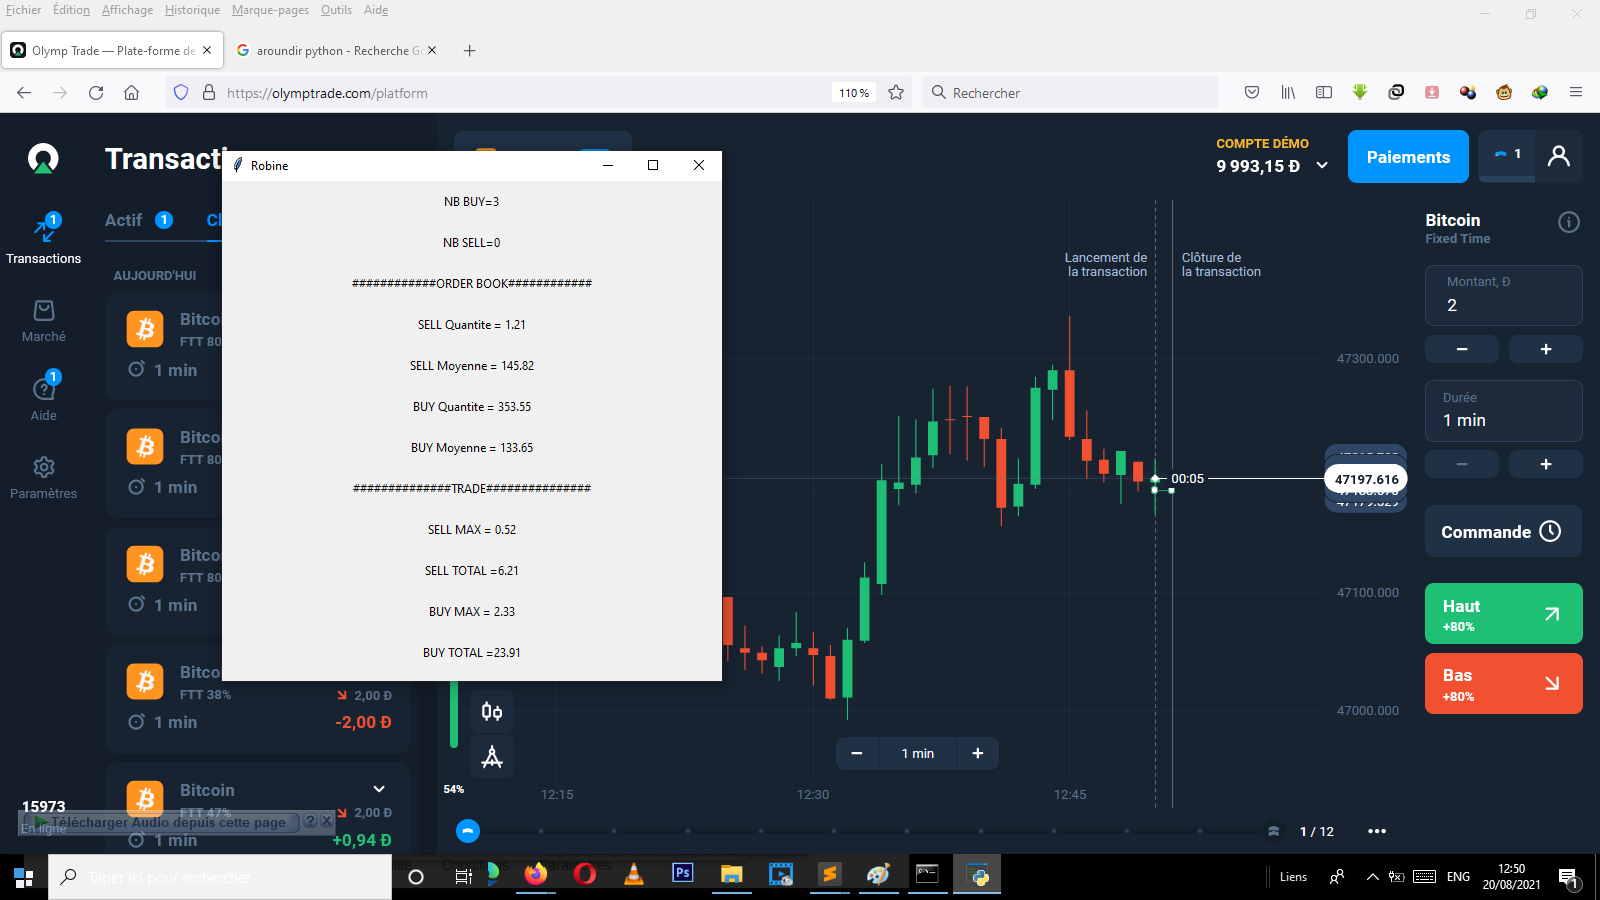 Fichier Édition Affichage Historique Marque-pages Outils Aide
Olymp Trade — Plate-forme de
aroundir python - Recherche Go
https://olymptrade.com/platform
110 %
Rechercher
Transacti
COMPTE DÉMO
9 993,15 Đ
Paiements
1
Robine
NB BUY=3
NB SELL=0
############ORDER BOOK############
SELL Quantite = 1.21
SELL Moyenne = 145.82
BUY Quantite = 353.55
BUY Moyenne = 133.65
##############TRADE###############
SELL MAX = 0.52
SELL TOTAL =6.21
BUY MAX = 2.33
BUY TOTAL =23.91
1
Transactions
Marché
1
Aide
Paramètres
Actif 1 Cl
AUJOURD'HUI
Bitco
FTT 80
1 min
Bitco
FTT 80
1 min
Bitco
FTT 80
1 min
Bitco
FTT 38% 2,00 Đ
1 min -2,00 Đ
Bitcoin
FTT 47% 2,00 Đ
1 min +0,94 Đ
15973
En ligne
Télécharger Audio depuis cette page
Lancement de
la transaction
Clôture de
la transaction
47300.000
00:05
47197.616
47100.000
47000.000
1 min
54%
12:15 12:30 12:45
1 / 12
Bitcoin
Fixed Time
Montant, Đ
2
Durée
1 min
Commande
Haut
+80%
Bas
+80%
Taper ici pour rechercher
Liens
ENG
12:50
20/08/2021
1